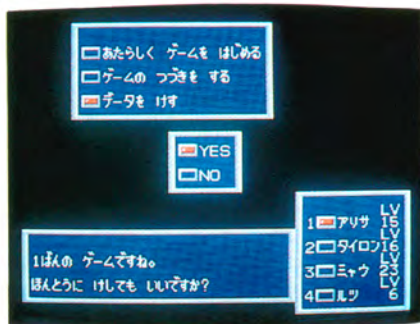 あたらしく ゲームを はじめる
ゲームの つづきを する
データを けす
YES
NO
LV
1 アリサ 15
LV
2 タイロン 16
LV
3 ミャウ 23
LV
4 ルツ 6
1ばんの ゲームですね。
ほんとうに けしても いいですか?